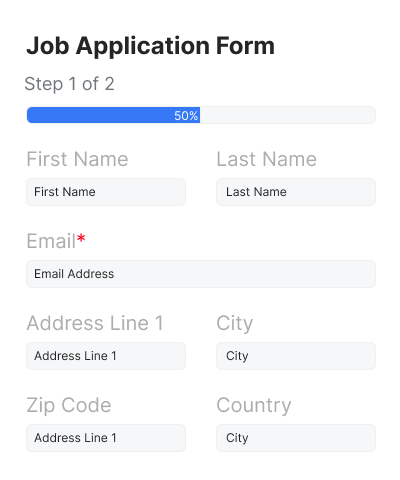 Job Application Form
Step 1 of 2
50%
First Name Last Name
First Name Last Name
Email*
Email Address
Address Line 1 City
Address Line 1 City
Zip Code Country
Address Line 1 City